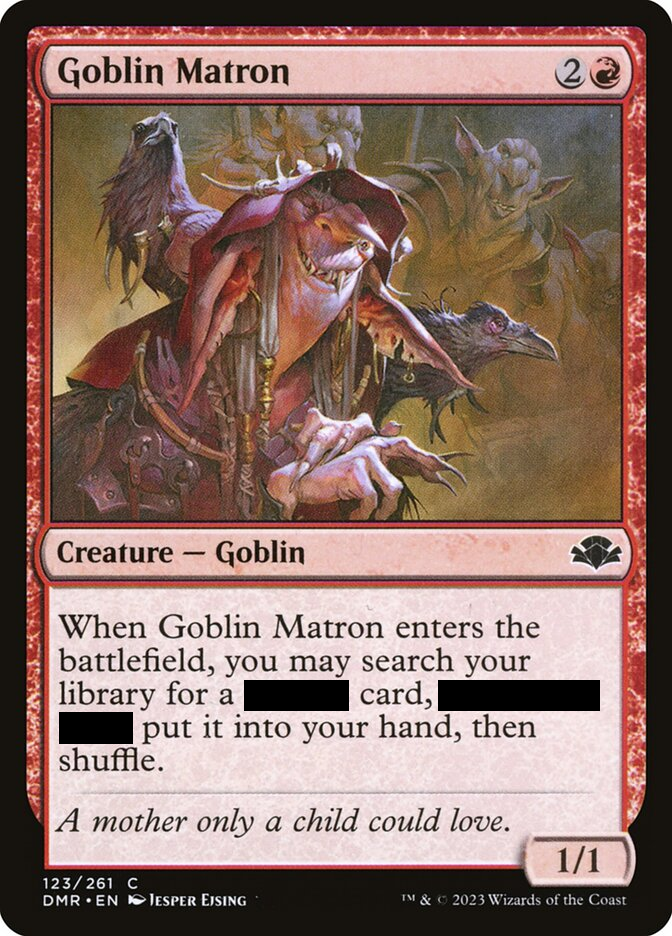 Goblin Matron 2
Creature — Goblin
When Goblin Matron enters the
battlefield, you may search your
library for a card,
put it into your hand, then
shuffle.
A mother only a child could love.
1/1
123/261 C
DMR • EN Jesper Ejsing
™ & © 2023 Wizards of the Coast